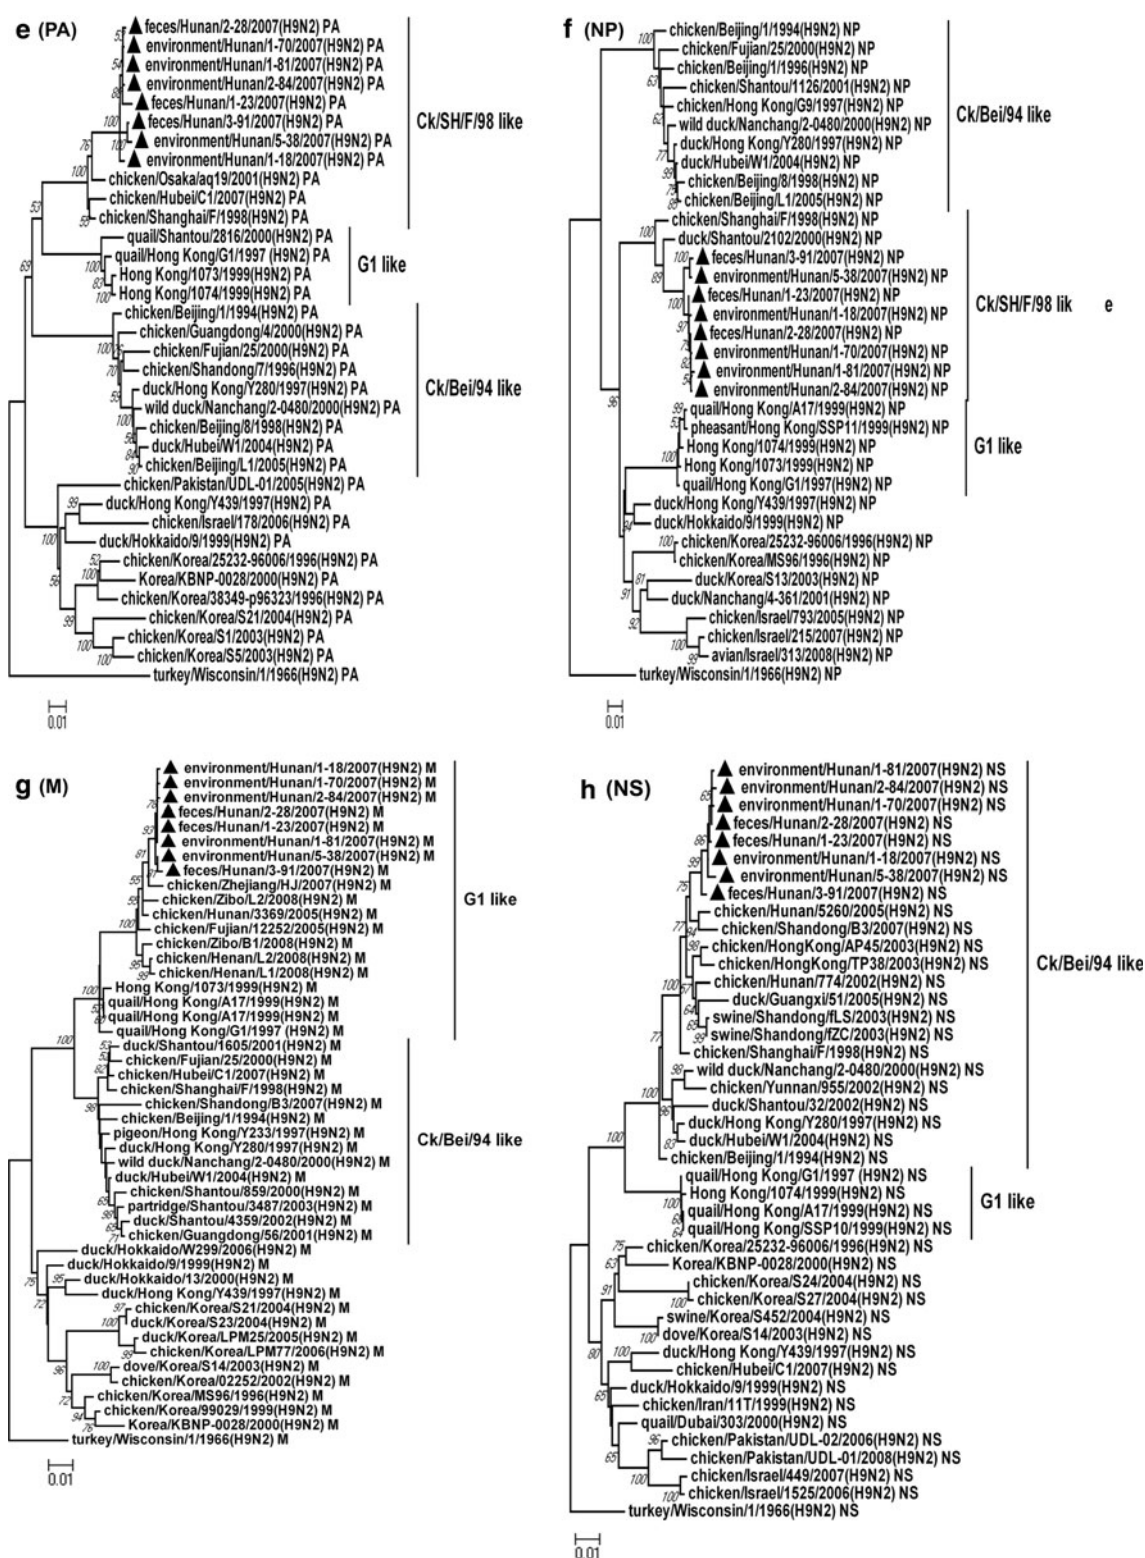 e (PA)
feces/Hunan/2-28/2007(H9N2) PA
environment/Hunan/1-70/2007(H9N2) PA
environment/Hunan/1-81/2007(H9N2) PA
environment/Hunan/2-84/2007(H9N2) PA
feces/Hunan/1-23/2007(H9N2) PA
feces/Hunan/3-91/2007(H9N2) PA
environment/Hunan/5-38/2007(H9N2) PA
environment/Hunan/1-18/2007(H9N2) PA
chicken/Osaka/aq19/2001(H9N2) PA
chicken/Hubei/C1/2007(H9N2) PA
chicken/Shanghai/F/1998(H9N2) PA
Ck/SH/F/98 like
quail/Shantou/2816/2000(H9N2) PA
quail/Hong Kong/G1/1997 (H9N2) PA
Hong Kong/1073/1999(H9N2) PA
Hong Kong/1074/1999(H9N2) PA
G1 like
chicken/Beijing/1/1994(H9N2) PA
chicken/Guangdong/4/2000(H9N2) PA
chicken/Fujian/25/2000(H9N2) PA
chicken/Shandong/7/1996(H9N2) PA
duck/Hong Kong/Y280/1997(H9N2) PA
wild duck/Nanchang/2-0480/2000(H9N2) PA
chicken/Beijing/8/1998(H9N2) PA
duck/Hubei/W1/2004(H9N2) PA
chicken/Beijing/L1/2005(H9N2) PA
Ck/Bei/94 like
chicken/Pakistan/UDL-01/2005(H9N2) PA
duck/Hong Kong/Y439/1997(H9N2) PA
chicken/Israel/178/2006(H9N2) PA
duck/Hokkaido/9/1999(H9N2) PA
chicken/Korea/25232-96006/1996(H9N2) PA
Korea/KBNP-0028/2000(H9N2) PA
chicken/Korea/38349-p96323/1996(H9N2) PA
chicken/Korea/S21/2004(H9N2) PA
chicken/Korea/S1/2003(H9N2) PA
chicken/Korea/S5/2003(H9N2) PA
turkey/Wisconsin/1/1966(H9N2) PA
0.01
f (NP)
chicken/Beijing/1/1994(H9N2) NP
chicken/Fujian/25/2000(H9N2) NP
chicken/Beijing/1/1996(H9N2) NP
chicken/Shantou/1126/2001(H9N2) NP
chicken/Hong Kong/G9/1997(H9N2) NP
wild duck/Nanchang/2-0480/2000(H9N2) NP
duck/Hong Kong/Y280/1997(H9N2) NP
duck/Hubei/W1/2004(H9N2) NP
chicken/Beijing/8/1998(H9N2) NP
chicken/Beijing/L1/2005(H9N2) NP
Ck/Bei/94 like
chicken/Shanghai/F/1998(H9N2) NP
duck/Shantou/2102/2000(H9N2) NP
feces/Hunan/3-91/2007(H9N2) NP
environment/Hunan/5-38/2007(H9N2) NP
feces/Hunan/1-23/2007(H9N2) NP
environment/Hunan/1-18/2007(H9N2) NP
feces/Hunan/2-28/2007(H9N2) NP
environment/Hunan/1-70/2007(H9N2) NP
environment/Hunan/1-81/2007(H9N2) NP
environment/Hunan/2-84/2007(H9N2) NP
Ck/SH/F/98 lik e
quail/Hong Kong/A17/1999(H9N2) NP
pheasant/Hong Kong/SSP11/1999(H9N2) NP
Hong Kong/1074/1999(H9N2) NP
Hong Kong/1073/1999(H9N2) NP
quail/Hong Kong/G1/1997(H9N2) NP
G1 like
duck/Hong Kong/Y439/1997(H9N2) NP
duck/Hokkaido/9/1999(H9N2) NP
chicken/Korea/25232-96006/1996(H9N2) NP
chicken/Korea/MS96/1996(H9N2) NP
duck/Korea/S13/2003(H9N2) NP
duck/Nanchang/4-361/2001(H9N2) NP
chicken/Israel/793/2005(H9N2) NP
chicken/Israel/215/2007(H9N2) NP
avian/Israel/313/2008(H9N2) NP
turkey/Wisconsin/1/1966(H9N2) NP
0.01
g (M)
environment/Hunan/1-18/2007(H9N2) M
environment/Hunan/1-70/2007(H9N2) M
environment/Hunan/2-84/2007(H9N2) M
feces/Hunan/2-28/2007(H9N2) M
feces/Hunan/1-23/2007(H9N2) M
environment/Hunan/1-81/2007(H9N2) M
environment/Hunan/5-38/2007(H9N2) M
feces/Hunan/3-91/2007(H9N2) M
chicken/Zhejiang/HJ/2007(H9N2) M
chicken/Zibo/L2/2008(H9N2) M
chicken/Hunan/3369/2005(H9N2) M
chicken/Fujian/12252/2005(H9N2) M
chicken/Zibo/B1/2008(H9N2) M
chicken/Henan/L2/2008(H9N2) M
chicken/Henan/L1/2008(H9N2) M
Hong Kong/1073/1999(H9N2) M
quail/Hong Kong/A17/1999(H9N2) M
quail/Hong Kong/A17/1999(H9N2) M
quail/Hong Kong/G1/1997 (H9N2) M
G1 like
duck/Shantou/1605/2001(H9N2) M
chicken/Fujian/25/2000(H9N2) M
chicken/Hubei/C1/2007(H9N2) M
chicken/Shanghai/F/1998(H9N2) M
chicken/Shandong/B3/2007(H9N2) M
chicken/Beijing/1/1994(H9N2) M
pigeon/Hong Kong/Y233/1997(H9N2) M
duck/Hong Kong/Y280/1997(H9N2) M
wild duck/Nanchang/2-0480/2000(H9N2) M
duck/Hubei/W1/2004(H9N2) M
chicken/Shantou/859/2000(H9N2) M
partridge/Shantou/3487/2003(H9N2) M
duck/Shantou/4359/2002(H9N2) M
chicken/Guangdong/56/2001(H9N2) M
Ck/Bei/94 like
duck/Hokkaido/W299/2006(H9N2) M
duck/Hokkaido/9/1999(H9N2) M
duck/Hokkaido/13/2000(H9N2) M
duck/Hong Kong/Y439/1997(H9N2) M
chicken/Korea/S21/2004(H9N2) M
duck/Korea/S23/2004(H9N2) M
duck/Korea/LPM25/2005(H9N2) M
chicken/Korea/LPM77/2006(H9N2) M
dove/Korea/S14/2003(H9N2) M
chicken/Korea/02252/2002(H9N2) M
chicken/Korea/MS96/1996(H9N2) M
chicken/Korea/99029/1999(H9N2) M
Korea/KBNP-0028/2000(H9N2) M
turkey/Wisconsin/1/1966(H9N2) M
0.01
h (NS)
environment/Hunan/1-81/2007(H9N2) NS
environment/Hunan/2-84/2007(H9N2) NS
environment/Hunan/1-70/2007(H9N2) NS
feces/Hunan/2-28/2007(H9N2) NS
feces/Hunan/1-23/2007(H9N2) NS
environment/Hunan/1-18/2007(H9N2) NS
environment/Hunan/5-38/2007(H9N2) NS
feces/Hunan/3-91/2007(H9N2) NS
chicken/Hunan/5260/2005(H9N2) NS
chicken/Shandong/B3/2007(H9N2) NS
chicken/HongKong/AP45/2003(H9N2) NS
chicken/HongKong/TP38/2003(H9N2) NS
chicken/Hunan/774/2002(H9N2) NS
duck/Guangxi/51/2005(H9N2) NS
swine/Shandong/fLS/2003(H9N2) NS
swine/Shandong/fZC/2003(H9N2) NS
chicken/Shanghai/F/1998(H9N2) NS
wild duck/Nanchang/2-0480/2000(H9N2) NS
chicken/Yunnan/955/2002(H9N2) NS
duck/Shantou/32/2002(H9N2) NS
duck/Hong Kong/Y280/1997(H9N2) NS
duck/Hubei/W1/2004(H9N2) NS
chicken/Beijing/1/1994(H9N2) NS
Ck/Bei/94 like
quail/Hong Kong/G1/1997 (H9N2) NS
Hong Kong/1074/1999(H9N2) NS
quail/Hong Kong/A17/1999(H9N2) NS
quail/Hong Kong/SSP10/1999(H9N2) NS
G1 like
chicken/Korea/25232-96006/1996(H9N2) NS
Korea/KBNP-0028/2000(H9N2) NS
chicken/Korea/S24/2004(H9N2) NS
chicken/Korea/S27/2004(H9N2) NS
swine/Korea/S452/2004(H9N2) NS
dove/Korea/S14/2003(H9N2) NS
duck/Hong Kong/Y439/1997(H9N2) NS
chicken/Hubei/C1/2007(H9N2) NS
duck/Hokkaido/9/1999(H9N2) NS
chicken/Iran/11T/1999(H9N2) NS
quail/Dubai/303/2000(H9N2) NS
chicken/Pakistan/UDL-02/2006(H9N2) NS
chicken/Pakistan/UDL-01/2008(H9N2) NS
chicken/Israel/449/2007(H9N2) NS
chicken/Israel/1525/2006(H9N2) NS
turkey/Wisconsin/1/1966(H9N2) NS
0.01